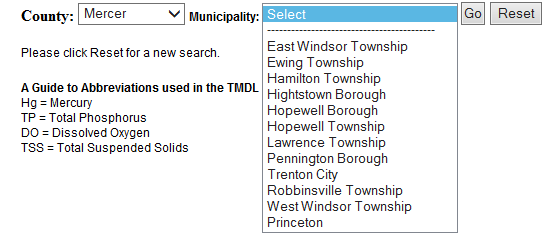 County: Mercer Municipality: Select Go Reset
Please click Reset for a new search.
A Guide to Abbreviations used in the TMDL
Hg = Mercury
TP = Total Phosphorus
DO = Dissolved Oxygen
TSS = Total Suspended Solids
------------------------------------------
East Windsor Township
Ewing Township
Hamilton Township
Hightstown Borough
Hopewell Borough
Hopewell Township
Lawrence Township
Pennington Borough
Trenton City
Robbinsville Township
West Windsor Township
Princeton